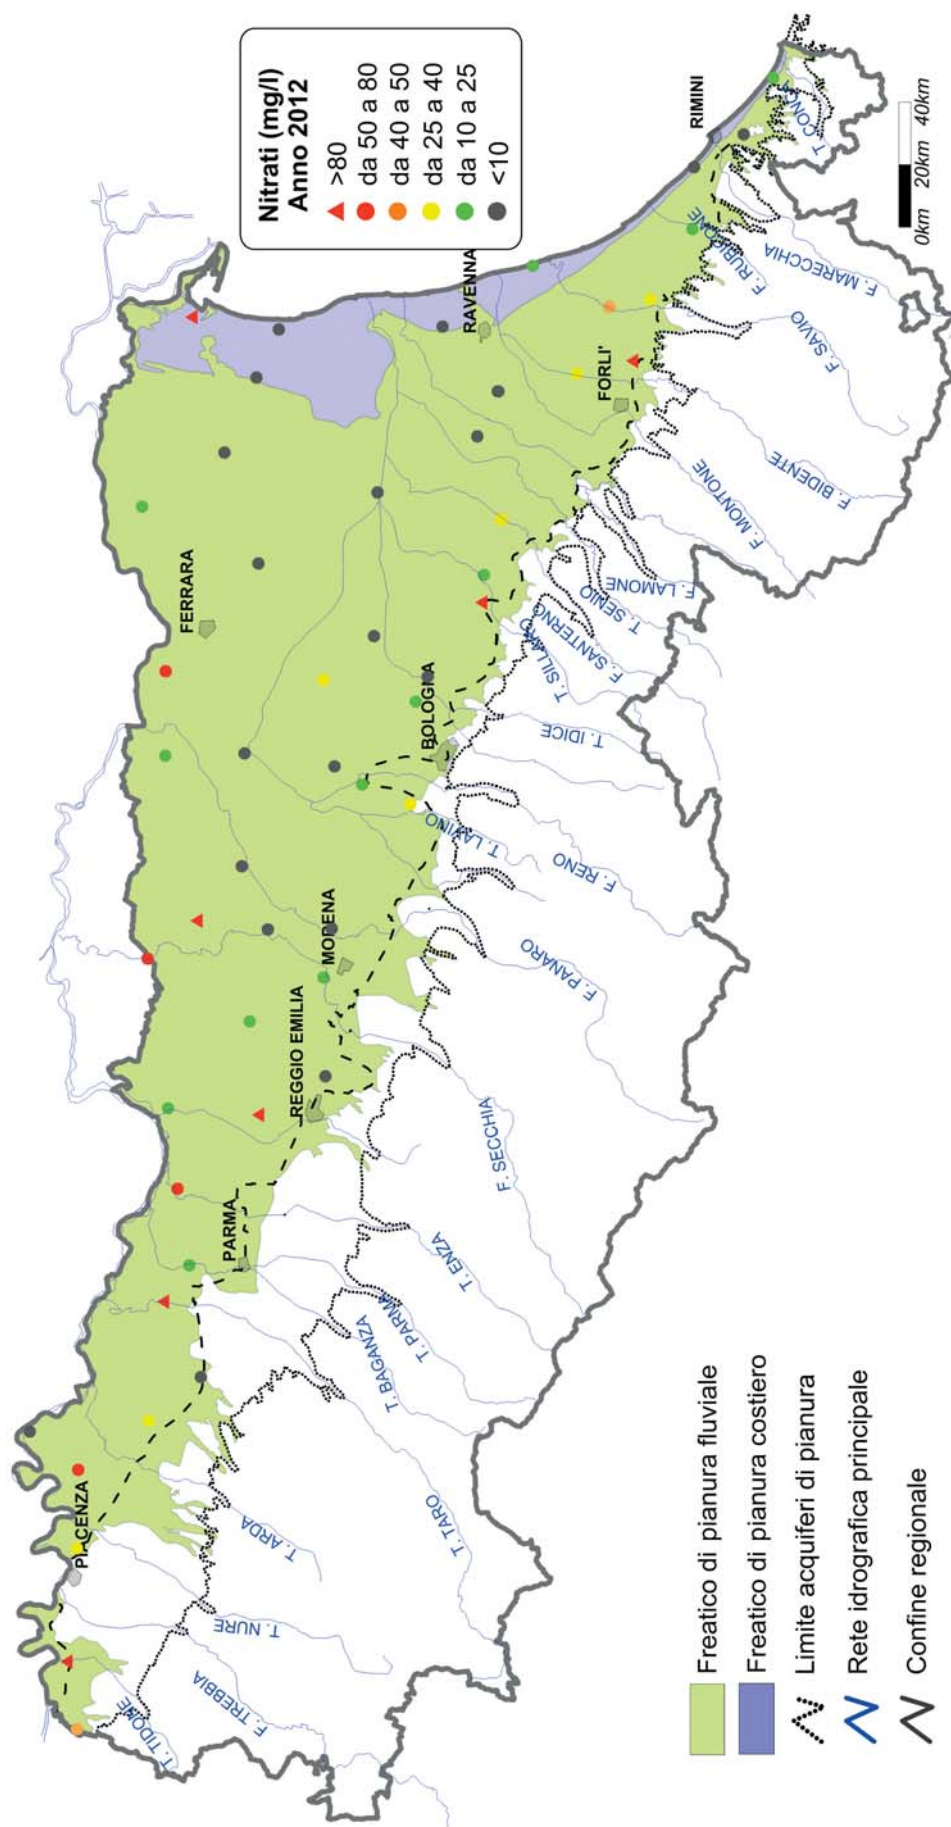 Nitrati (mg/l)
Anno 2012
>80
da 50 a 80
da 40 a 50
da 25 a 40
da 10 a 25
<10
PIACENZA
PARMA
REGGIO EMILIA
MODENA
BOLOGNA
FERRARA
RAVENNA
FORLI'
RIMINI
T. TIDONE
F. TREBBIA
T. NURE
T. ARDA
T. TARO
T. BAGANZA
T. PARMA
T. ENZA
F. SECCHIA
F. PANARO
T. LAVINO
F. RENO
T. IDICE
T. SILLARO
F. SANTERNO
T. SENIO
F. LAMONE
F. MONTONE
F. BIDENTE
F. SAVIO
F. RUBICONE
F. MARECCHIA
T. CONCA
0km 20km 40km
Freatico di pianura fluviale
Freatico di pianura costiero
Limite acquiferi di pianura
Rete idrografica principale
Confine regionale